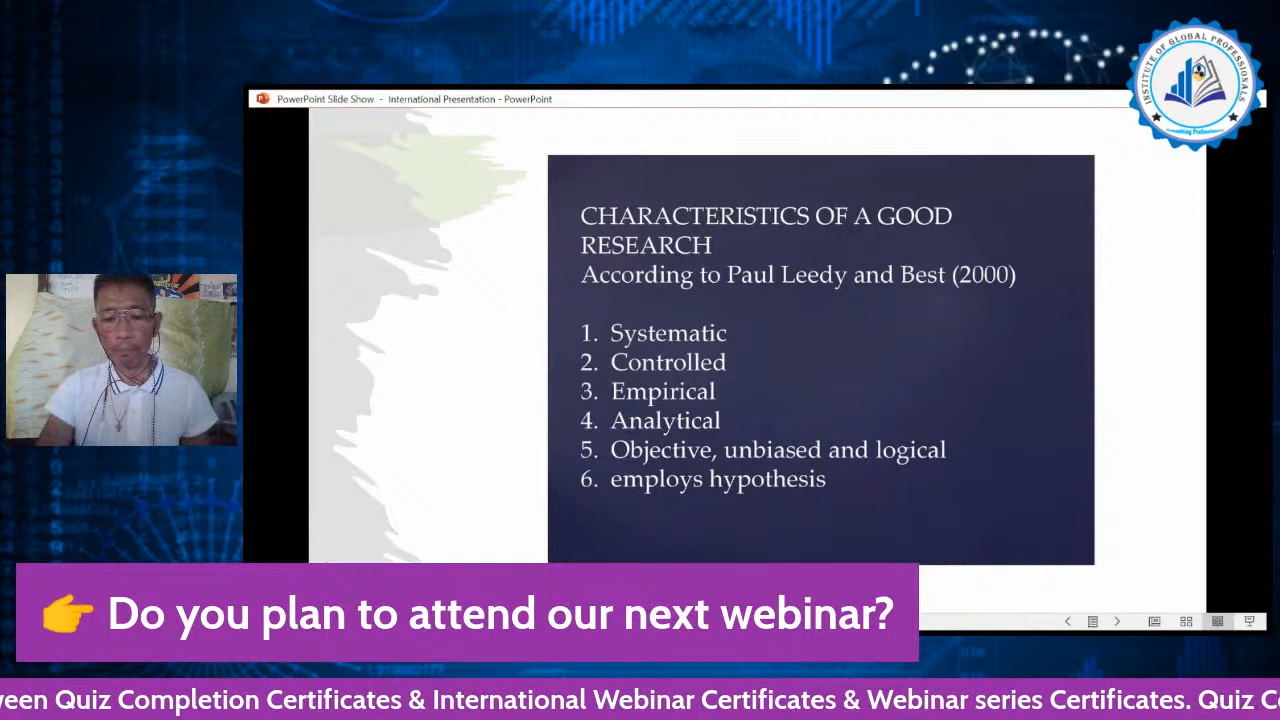 PowerPoint Slide Show - International Presentation - PowerPoint
INSTITUTE OF GLOBAL PROFESSIONALS
Consulting Professionals
CHARACTERISTICS OF A GOOD
RESEARCH
According to Paul Leedy and Best (2000)
1. Systematic
2. Controlled
3. Empirical
4. Analytical
5. Objective, unbiased and logical
6. employs hypothesis
👉 Do you plan to attend our next webinar?
Quiz Completion Certificates & International Webinar Certificates & Webinar series Certificates. Quiz